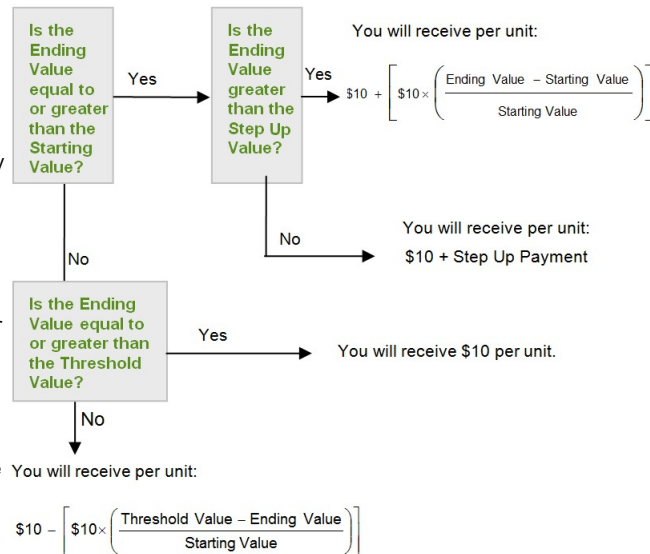 Is the
Ending
Value
equal to
or greater
than the
Starting
Value?
Yes
Is the
Ending
Value
greater
than the
Step Up
Value?
Yes
You will receive per unit:
$10 + [ $10 × ( Ending Value – Starting Value
Starting Value ) ]
No
You will receive per unit:
$10 + Step Up Payment
No
Is the Ending
Value equal to
or greater than
the Threshold
Value?
Yes
You will receive $10 per unit.
No
You will receive per unit:
$10 – [ $10× ( Threshold Value – Ending Value
Starting Value ) ]